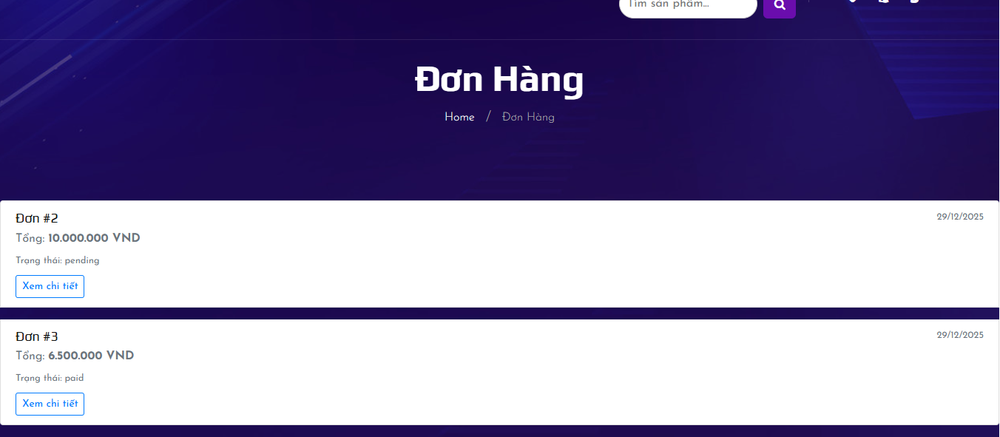 Tìm sản phẩm...
Đơn Hàng
Home / Đơn Hàng
Đơn #2
29/12/2025
Tổng: 10.000.000 VND
Trạng thái: pending
Xem chi tiết
Đơn #3
29/12/2025
Tổng: 6.500.000 VND
Trạng thái: paid
Xem chi tiết